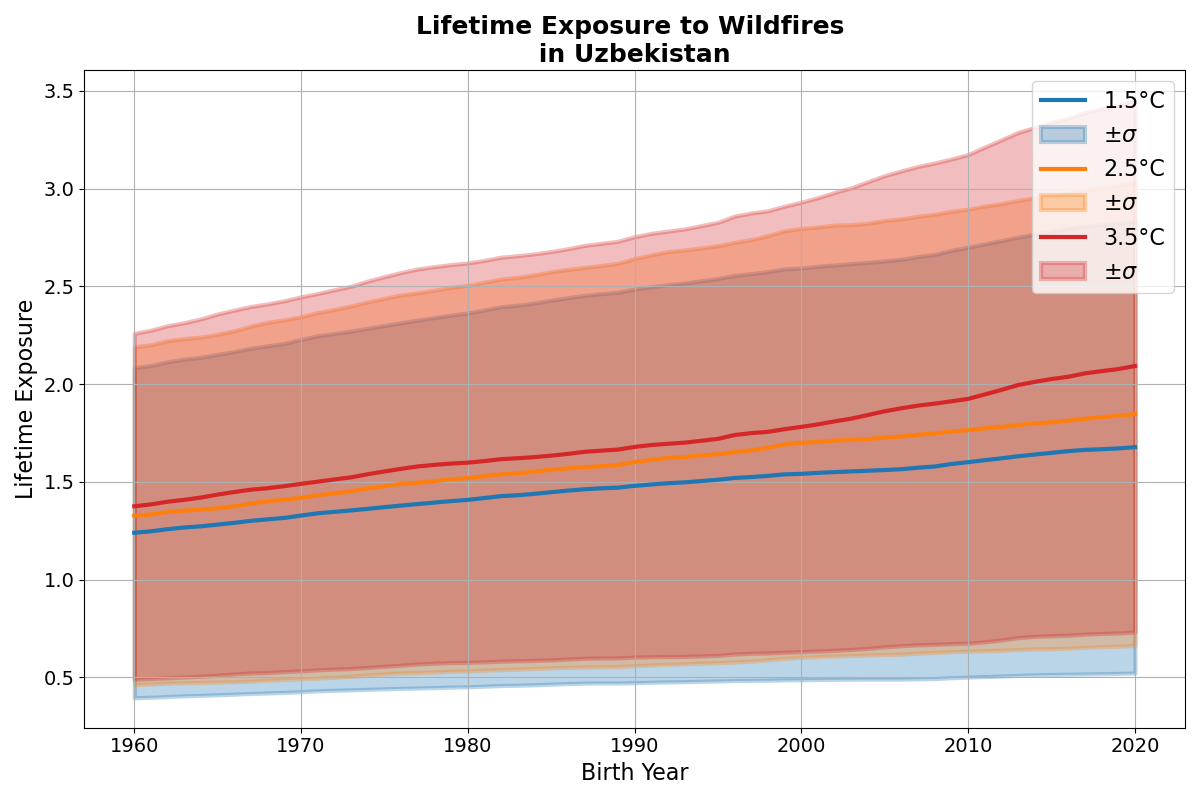 Lifetime Exposure to Wildfires
in Uzbekistan
Lifetime Exposure
3.5
3.0
2.5
2.0
1.5
1.0
0.5
1.5°C
±σ
2.5°C
±σ
3.5°C
±σ
1960
1970
1980
1990
2000
2010
2020
Birth Year